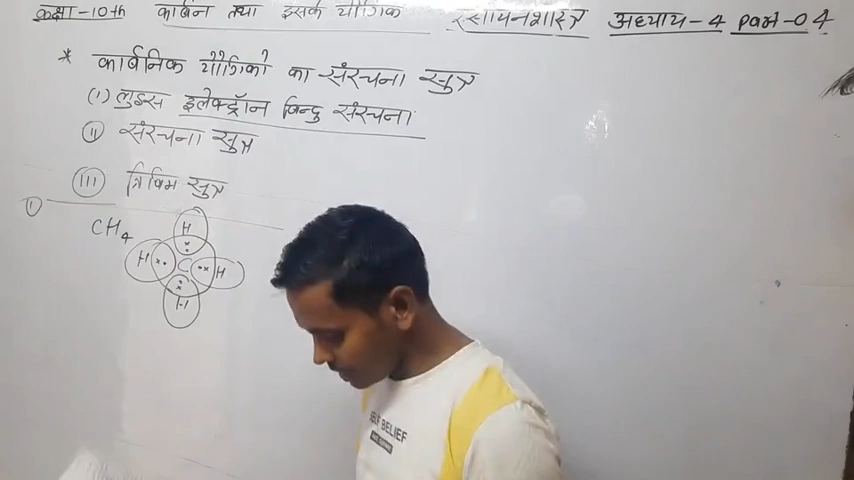 कक्षा-10th कार्बन तथा इसके यौगिक रसायनशास्त्र अध्याय-4 Part-04
* कार्बनिक यौगिकों का संरचना सुत्र
(i) लुइस इलेक्ट्रॉन बिन्दु संरचना
(ii) संरचना सुत्र
(iii) त्रिविम सुत्र
(i)
CH4
H
H C H
H
SELF BELIEF